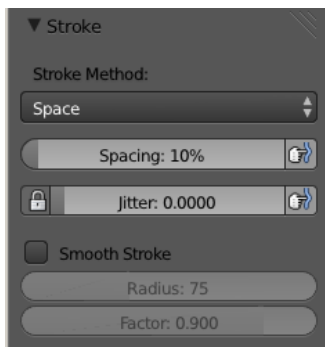 Stroke
Stroke Method:
Space
Spacing: 10%
Jitter: 0.0000
Smooth Stroke
Radius: 75
Factor: 0.900